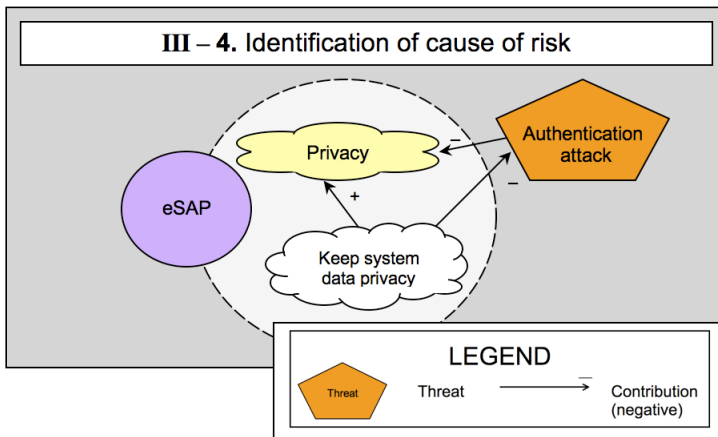 III – 4. Identification of cause of risk
Privacy
–
Authentication
attack
–
eSAP
+
Keep system
data privacy
LEGEND
Threat
Threat
–
Contribution
(negative)